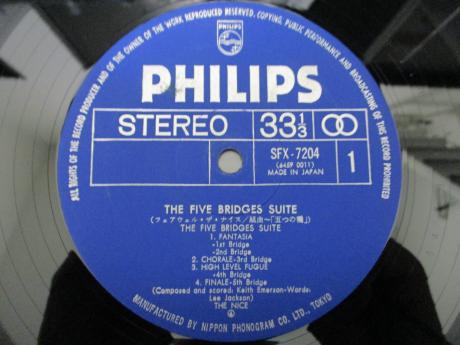 ALL RIGHTS OF THE RECORD PRODUCER AND OF THE OWNER OF THE WORK REPRODUCED RESERVED. COPYING, PUBLIC PERFORMANCE AND BROADCASTING OF THIS RECORD PROHIBITED
PHILIPS
PHILIPS
STEREO 33⅓
SFX-7204
(6459 0011)
MADE IN JAPAN
1
THE FIVE BRIDGES SUITE
(フェアウェル・ザ・ナイス/組曲~「五つの橋」)
THE FIVE BRIDGES SUITE
1. FANTASIA
-1st Bridge
-2nd Bridge
2. CHORALE-3rd Bridge
3. HIGH LEVEL FUGUE
-4th Bridge
4. FINALE-5th Bridge
(Composed and scored: Keith Emerson-Words:
Lee Jackson)
THE NICE
MANUFACTURED BY NIPPON PHONOGRAM CO. LTD., TOKYO